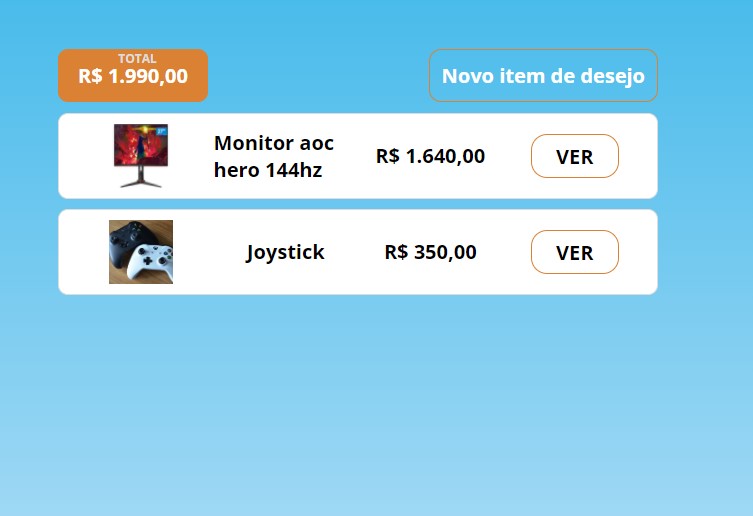 TOTAL
R$ 1.990,00
Novo item de desejo
Monitor aoc
hero 144hz
R$ 1.640,00
VER
Joystick
R$ 350,00
VER